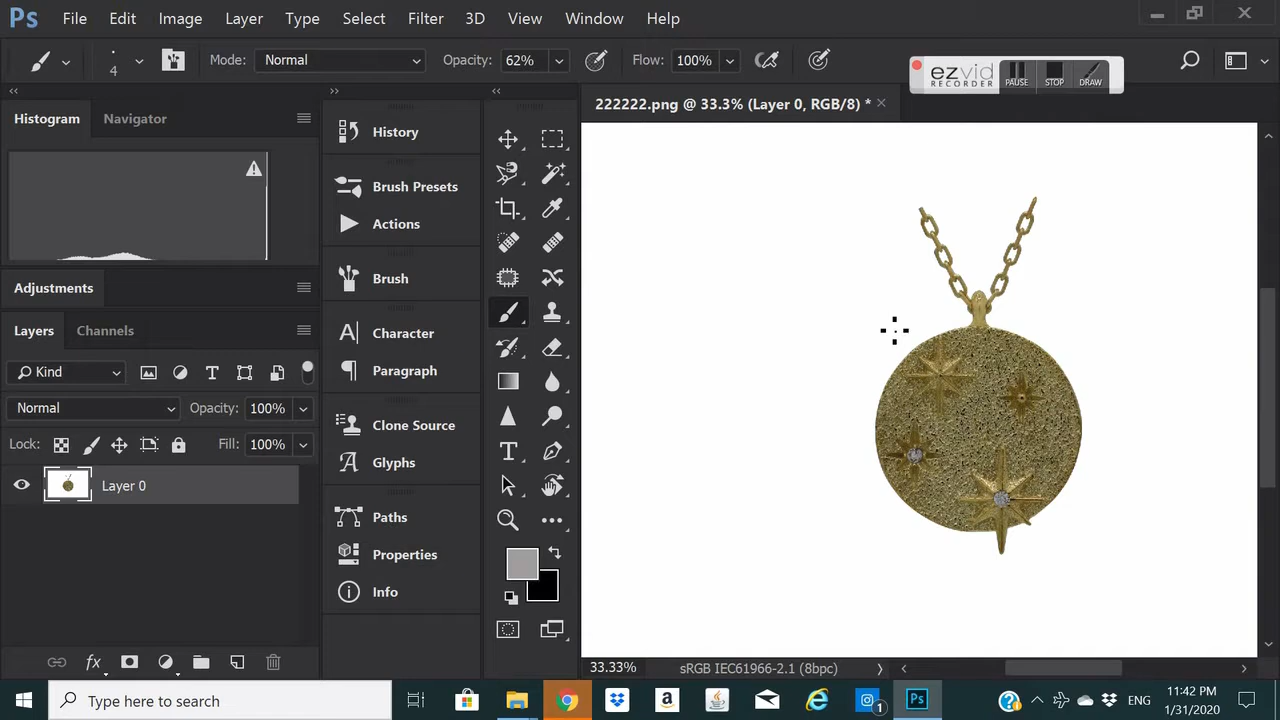 Ps File Edit Image Layer Type Select Filter 3D View Window Help
4 Mode: Normal Opacity: 62% Flow: 100%
ezvid
RECORDER
PAUSE STOP DRAW
222222.png @ 33.3% (Layer 0, RGB/8) *
Histogram Navigator
Adjustments
Layers Channels
Kind
Normal Opacity: 100%
Lock: Fill: 100%
Layer 0
fx
History
Brush Presets
Actions
Brush
Character
Paragraph
Clone Source
Glyphs
Paths
Properties
Info
33.33% sRGB IEC61966-2.1 (8bpc)
Type here to search
1
Ps
ENG
11:42 PM
1/31/2020